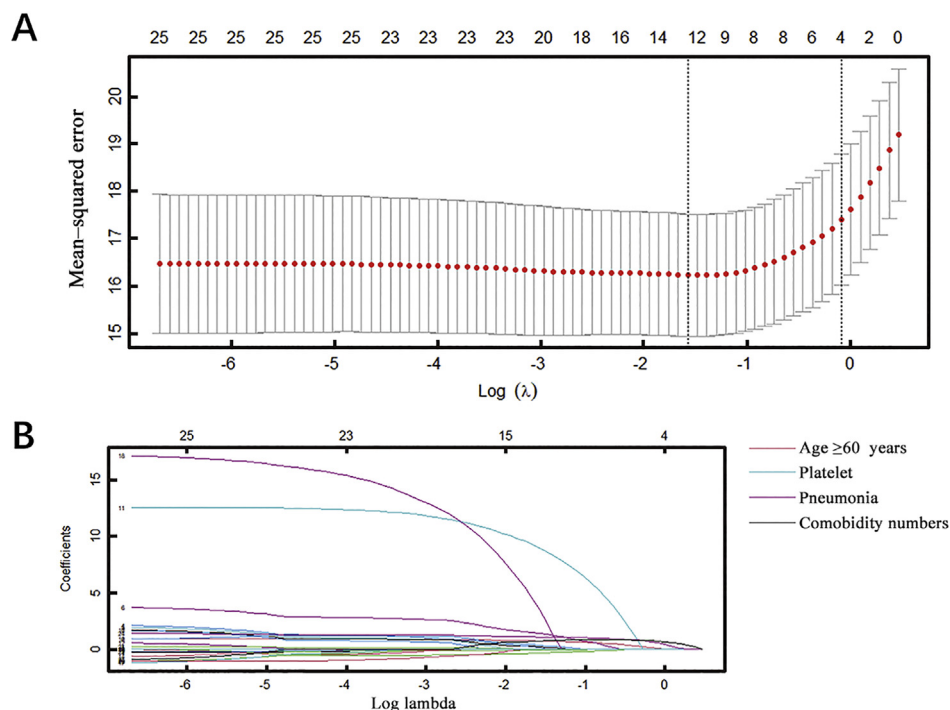 A
25 25 25 25 25 25 23 23 23 23 20 18 16 14 12 9 8 8 6 4 2 0
Mean–squared error
20
19
18
17
16
15
-6 -5 -4 -3 -2 -1 0
Log (λ)
B
25 23 15 4
Coefficients
15
10
5
0
18
11
6
-6 -5 -4 -3 -2 -1 0
Log lambda
Age ≥60 years
Platelet
Pneumonia
Comobidity numbers